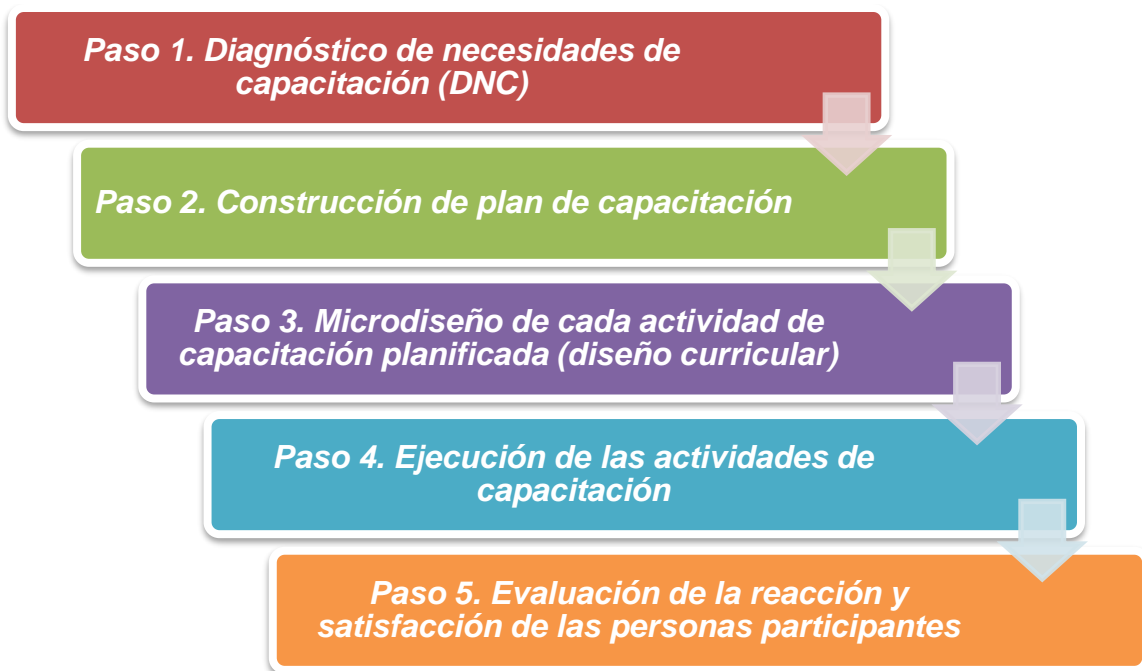 Paso 1. Diagnóstico de necesidades de
capacitación (DNC)
Paso 2. Construcción de plan de capacitación
Paso 3. Microdiseño de cada actividad de
capacitación planificada (diseño curricular)
Paso 4. Ejecución de las actividades de
capacitación
Paso 5. Evaluación de la reacción y
satisfacción de las personas participantes